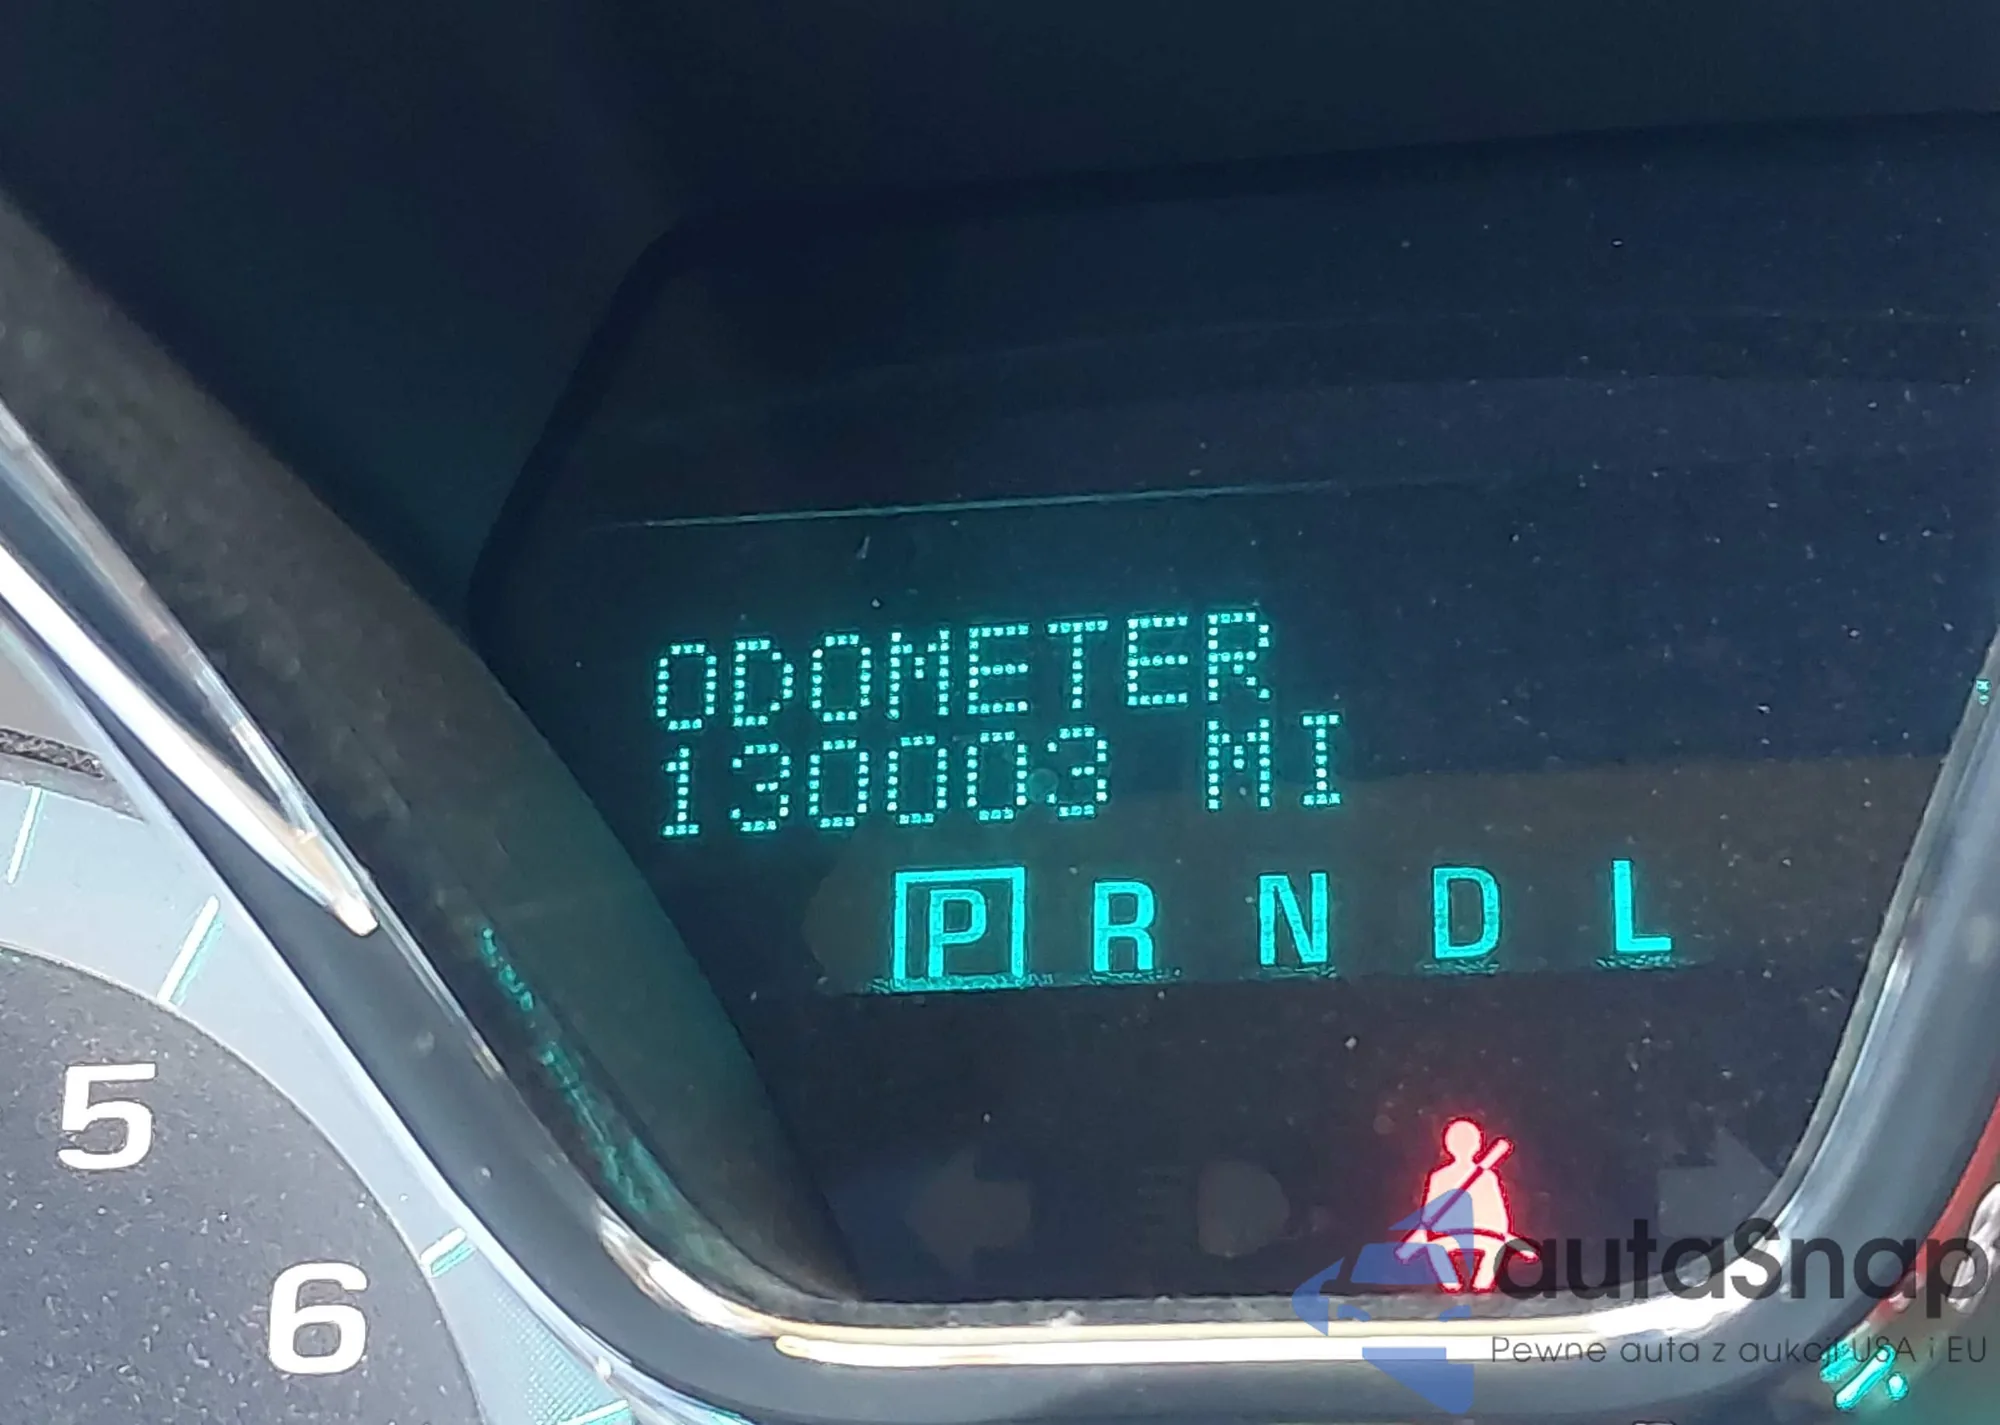 ODOMETER
130003 MI
P R N D L
5
6
autaSnap
Pewne auta z aukcji USA i EU